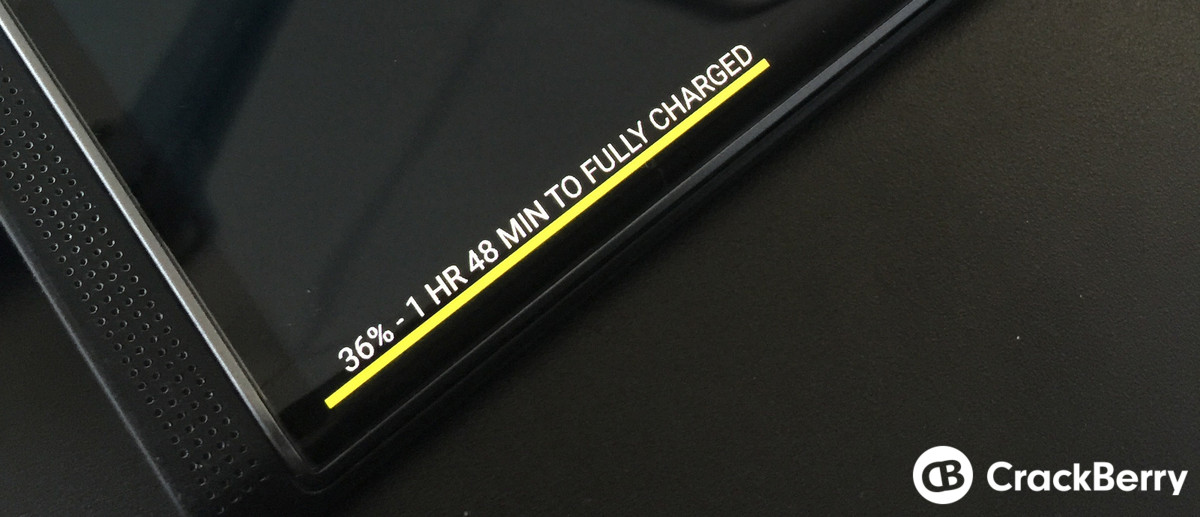 36% - 1 HR 48 MIN TO FULLY CHARGED
CrackBerry